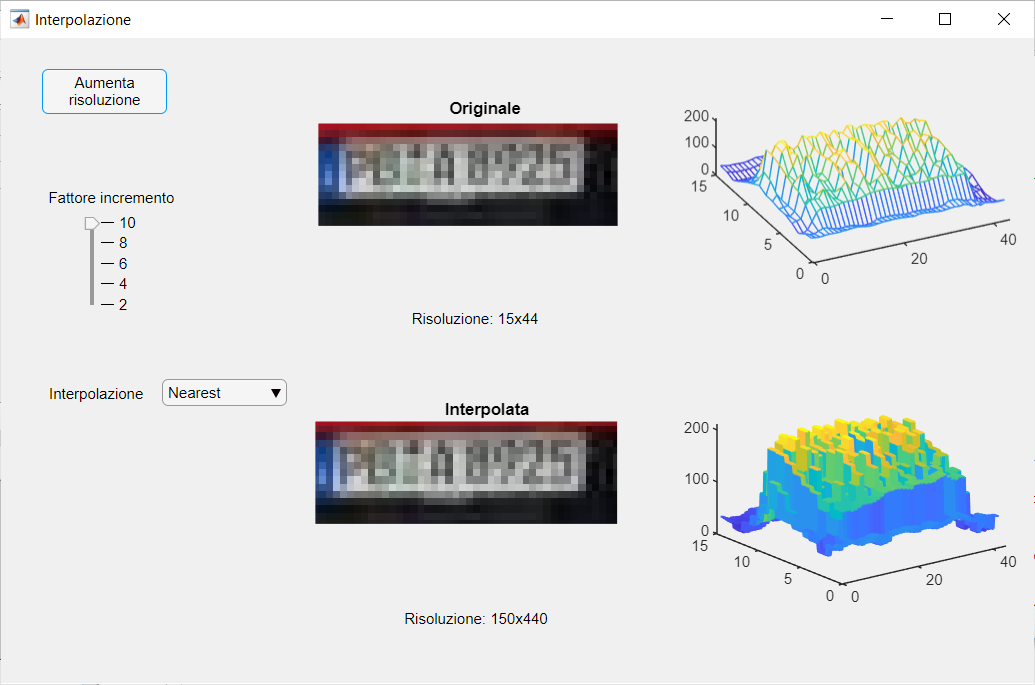 Interpolazione
Aumenta
risoluzione
Fattore incremento
10
8
6
4
2
Originale
Risoluzione: 15x44
200
100
0
15
10
5
0
0
20
40
Interpolazione
Nearest
Interpolata
Risoluzione: 150x440
200
100
0
15
10
5
0
0
20
40